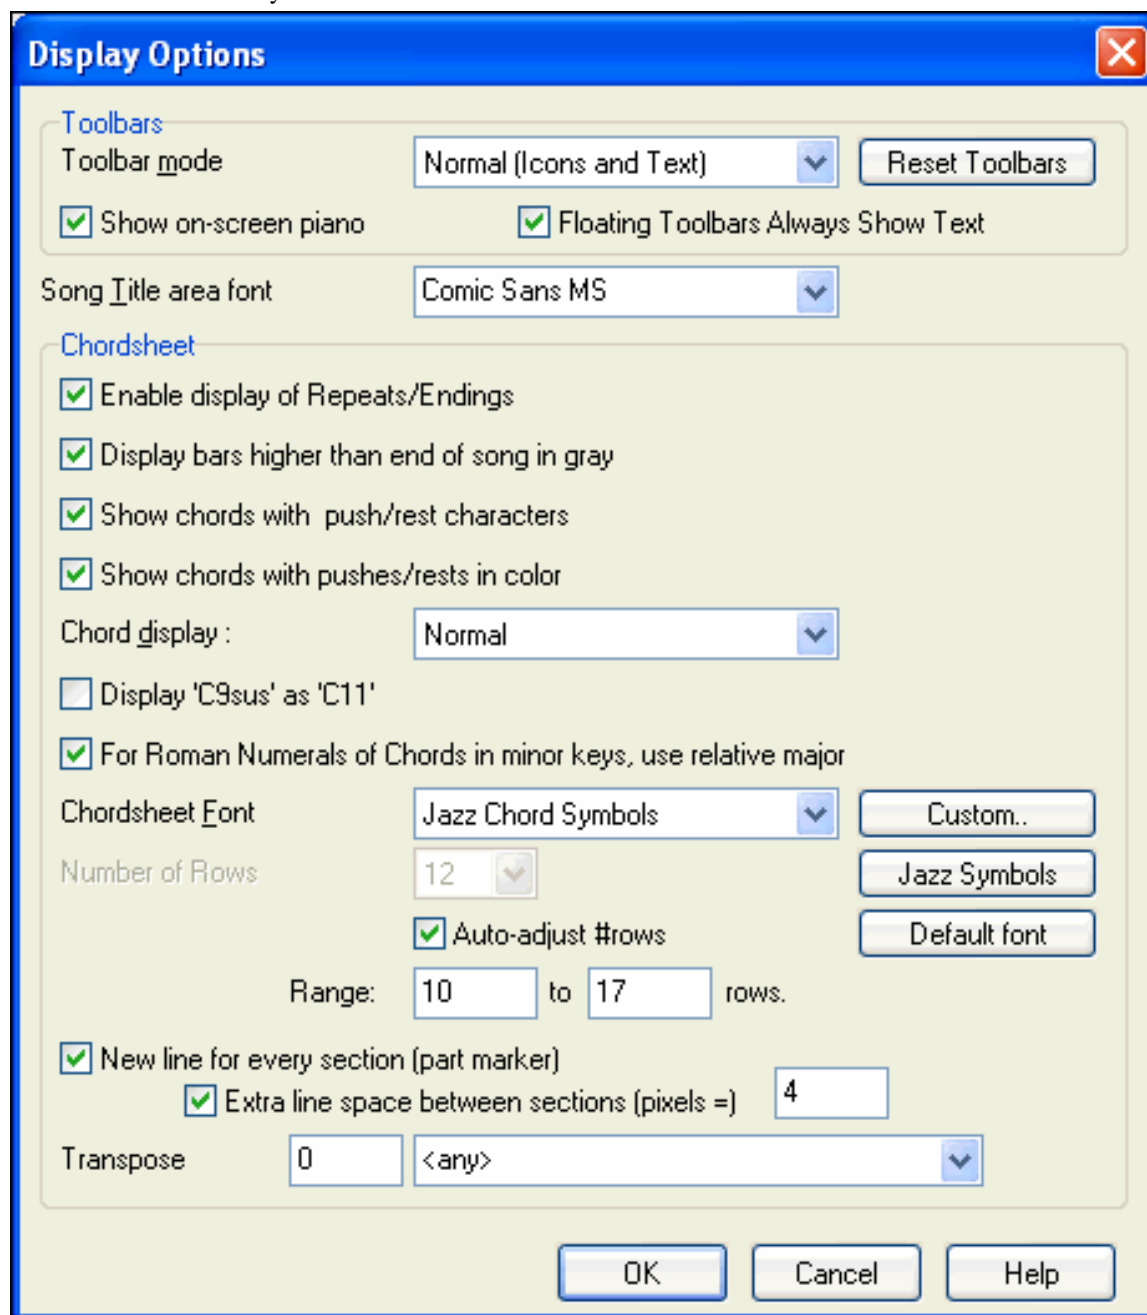 Display Options
Toolbars
Toolbar mode Normal (Icons and Text) Reset Toolbars
Show on-screen piano Floating Toolbars Always Show Text
Song Title area font Comic Sans MS
Chordsheet
Enable display of Repeats/Endings
Display bars higher than end of song in gray
Show chords with push/rest characters
Show chords with pushes/rests in color
Chord display : Normal
Display 'C9sus' as 'C11'
For Roman Numerals of Chords in minor keys, use relative major
Chordsheet Font Jazz Chord Symbols Custom..
Number of Rows 12 Jazz Symbols
Auto-adjust #rows Default font
Range: 10 to 17 rows.
New line for every section (part marker)
Extra line space between sections (pixels =) 4
Transpose 0 <any>
OK Cancel Help